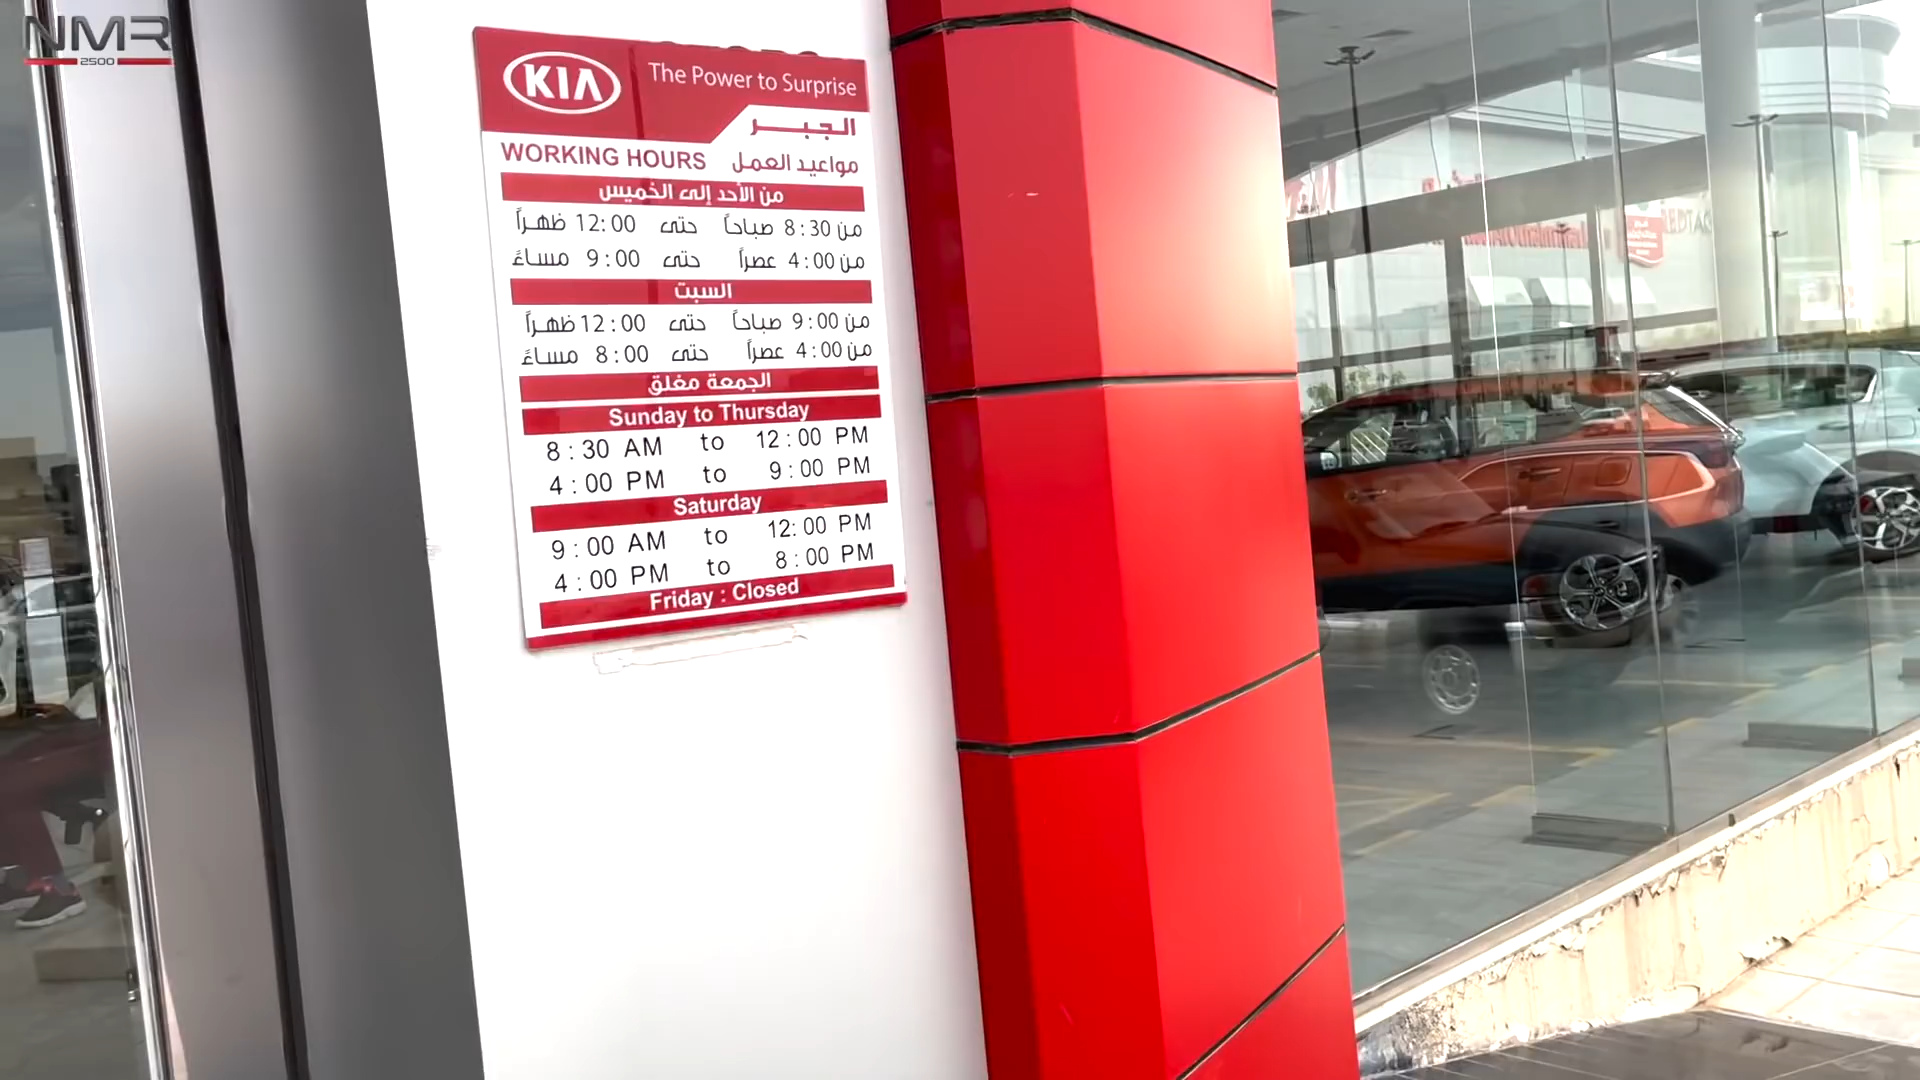 NMR
2500
KIA The Power to Surprise
الجبر
WORKING HOURS مواعيد العمل
من الأحد إلى الخميس
من 8:30 صباحاً حتى 12:00 ظهراً
من 4:00 عصراً حتى 9:00 مساءً
السبت
من 9:00 صباحاً حتى 12:00 ظهراً
من 4:00 عصراً حتى 8:00 مساءً
الجمعة مغلق
Sunday to Thursday
8:30 AM to 12:00 PM
4:00 PM to 9:00 PM
Saturday
9:00 AM to 12:00 PM
4:00 PM to 8:00 PM
Friday : Closed